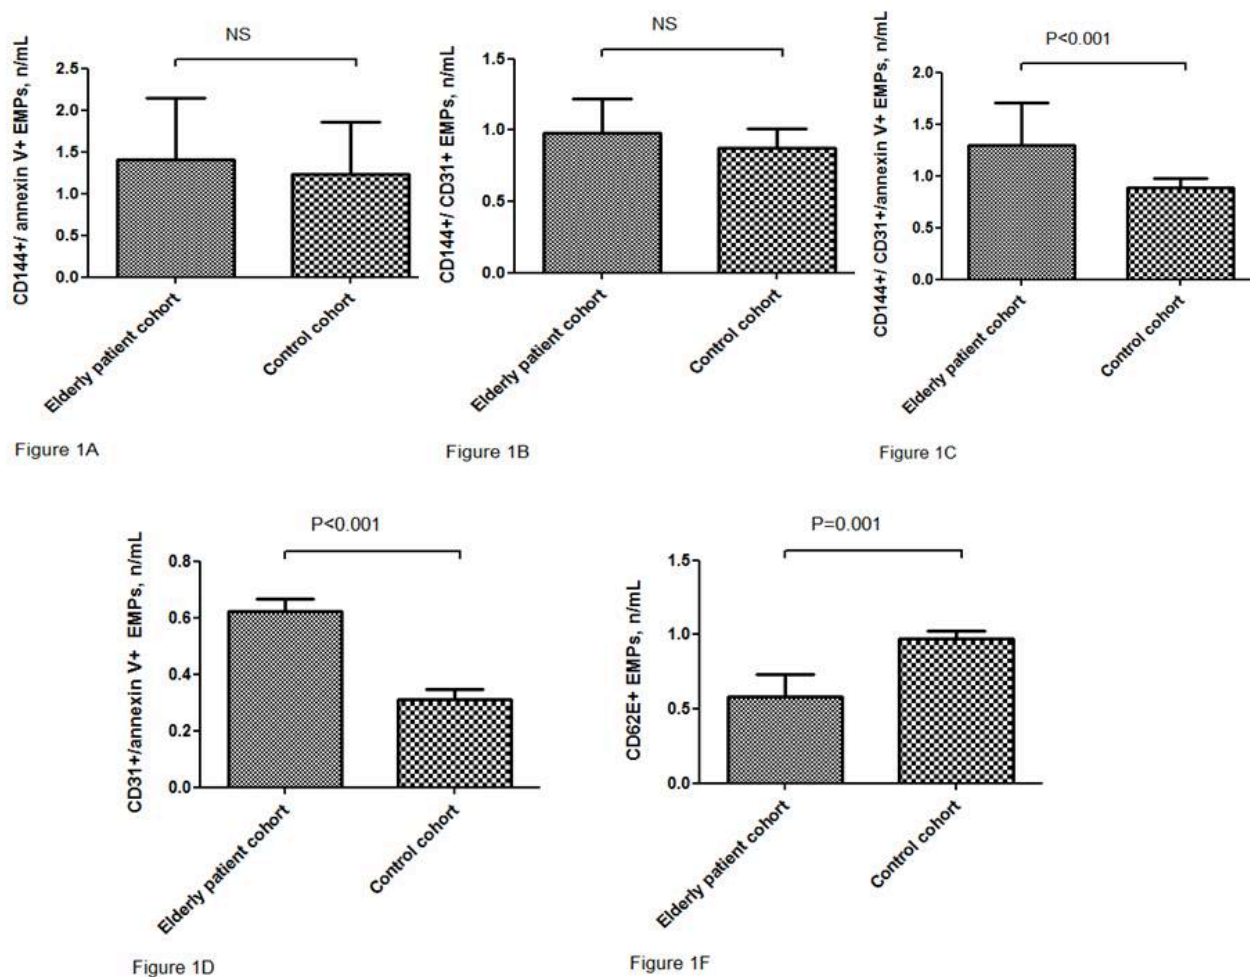 NS
CD144+/ annexin V+ EMPs, n/mL
2.5
2.0
1.5
1.0
0.5
0.0
Elderly patient cohort
Control cohort
Figure 1A
NS
CD144+/ CD31+ EMPs, n/mL
1.5
1.0
0.5
0.0
Elderly patient cohort
Control cohort
Figure 1B
P<0.001
CD144+/ CD31+/annexin V+ EMPs, n/mL
2.0
1.5
1.0
0.5
0.0
Elderly patient cohort
Control cohort
Figure 1C
P<0.001
CD31+/annexin V+ EMPs, n/mL
0.8
0.6
0.4
0.2
0.0
Elderly patient cohort
Control cohort
Figure 1D
P=0.001
CD62E+ EMPs, n/mL
1.5
1.0
0.5
0.0
Elderly patient cohort
Control cohort
Figure 1F